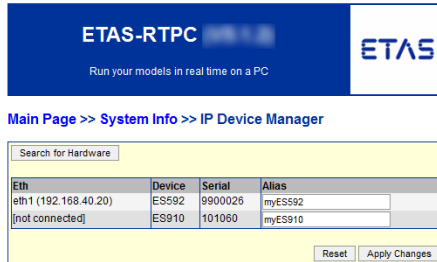 ETAS-RTPC
Run your models in real time on a PC
ETAS
Main Page >> System Info >> IP Device Manager
Search for Hardware
Eth Device Serial Alias
eth1 (192.168.40.20) ES592 9900026 myES592
[not connected] ES910 101060 myES910
Reset Apply Changes